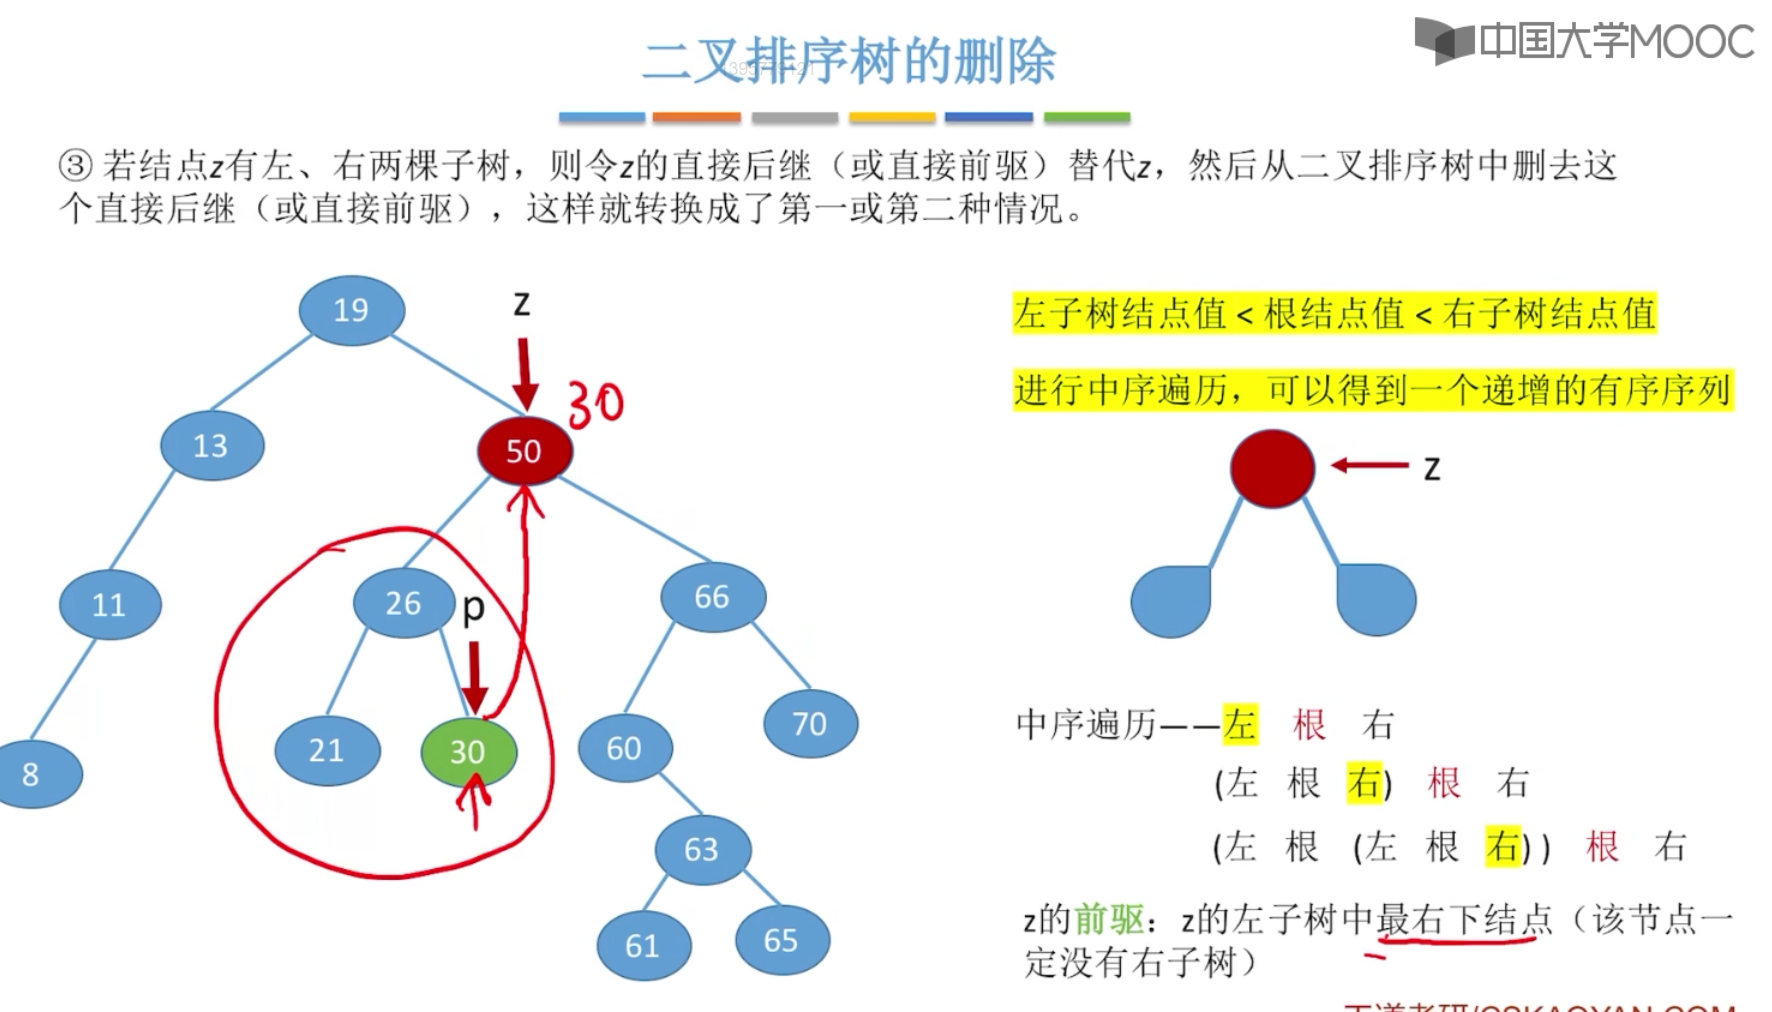 二叉排序树的删除
中国大学MOOC
③ 若结点z有左、右两棵子树，则令z的直接后继（或直接前驱）替代z，然后从二叉排序树中删去这
个直接后继（或直接前驱），这样就转换成了第一或第二种情况。
19
z
30
50
13
11
8
26
p
21
30
66
60
70
63
61
65
左子树结点值 < 根结点值 < 右子树结点值
进行中序遍历，可以得到一个递增的有序序列
z
中序遍历——左 根 右
(左 根 右) 根 右
(左 根 (左 根 右) ) 根 右
z的前驱：z的左子树中最右下结点（该节点一
定没有右子树）
王道考研/CSKAOYAN.COM